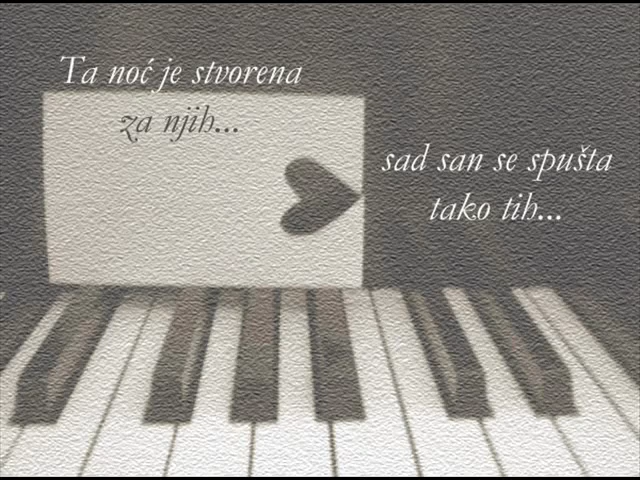 Ta noć je stvorena
za njih...
sad san se spušta
tako tih...